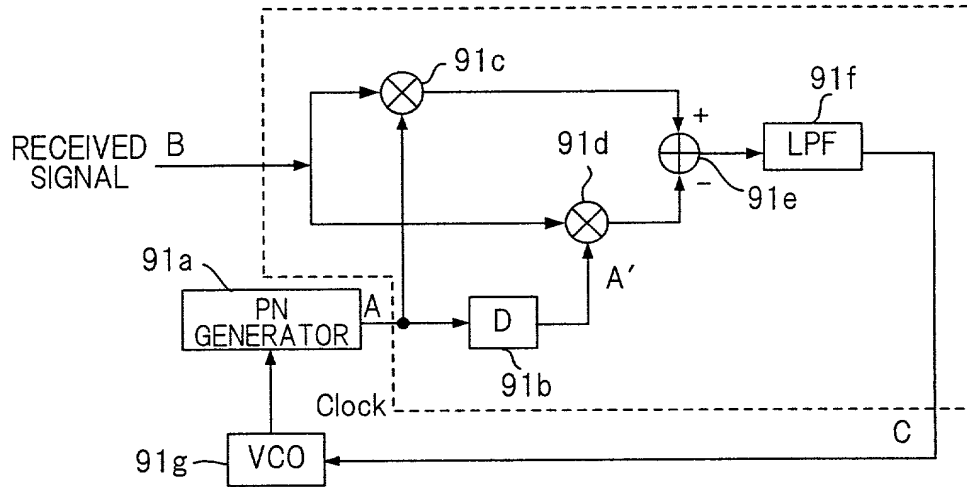 91c
91f
+
LPF
RECEIVED
SIGNAL
B
91d
−
91e
91a
PN
GENERATOR
A
A′
D
91b
Clock
C
91g
VCO